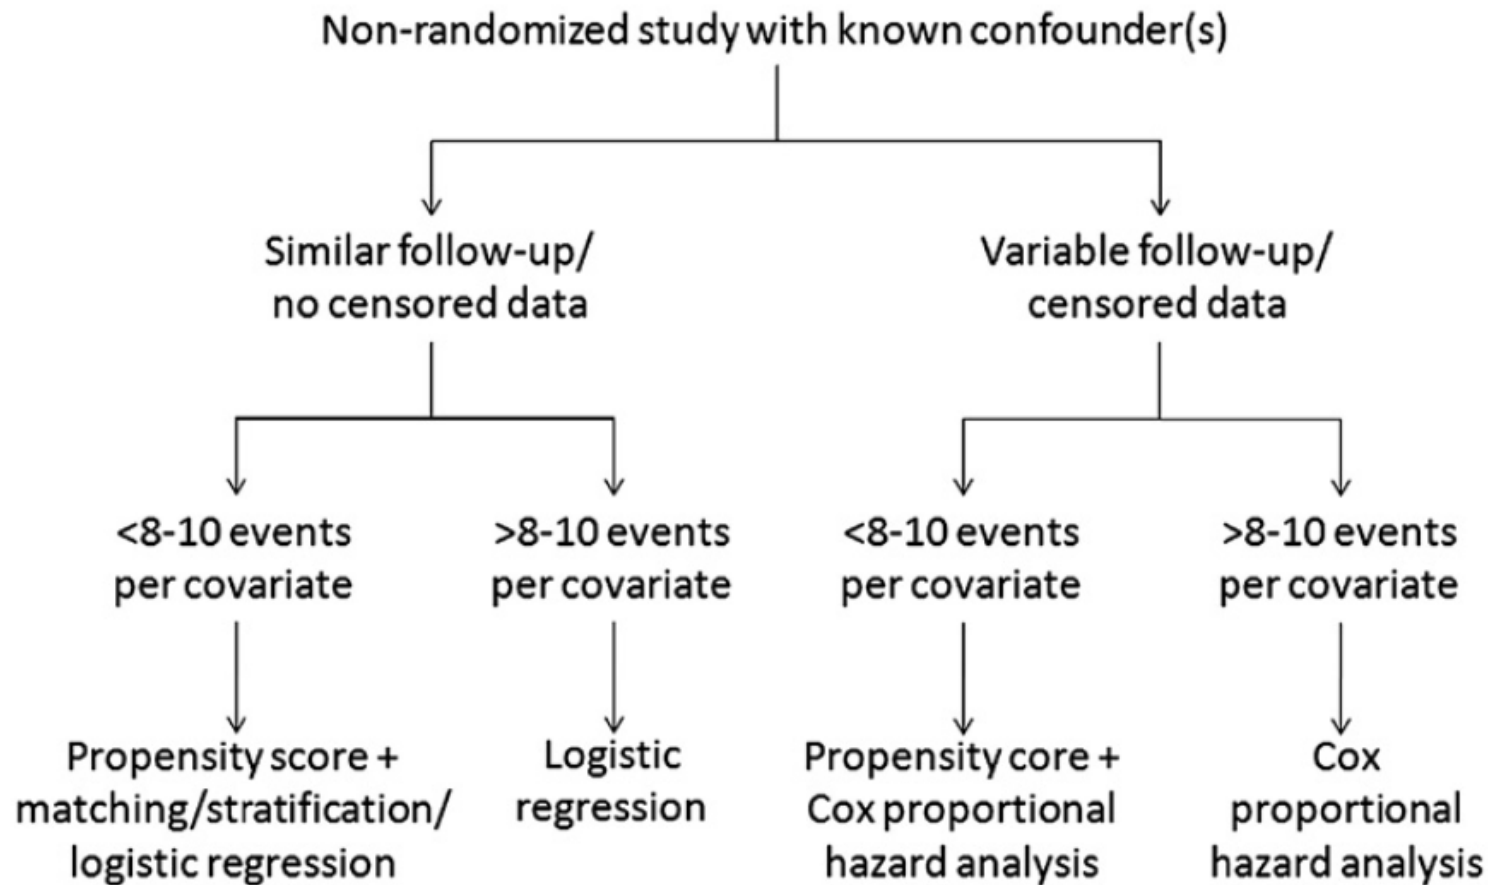 Non-randomized study with known confounder(s)
Similar follow-up/
no censored data
Variable follow-up/
censored data
<8-10 events
per covariate
>8-10 events
per covariate
<8-10 events
per covariate
>8-10 events
per covariate
Propensity score +
matching/stratification/
logistic regression
Logistic
regression
Propensity core +
Cox proportional
hazard analysis
Cox
proportional
hazard analysis